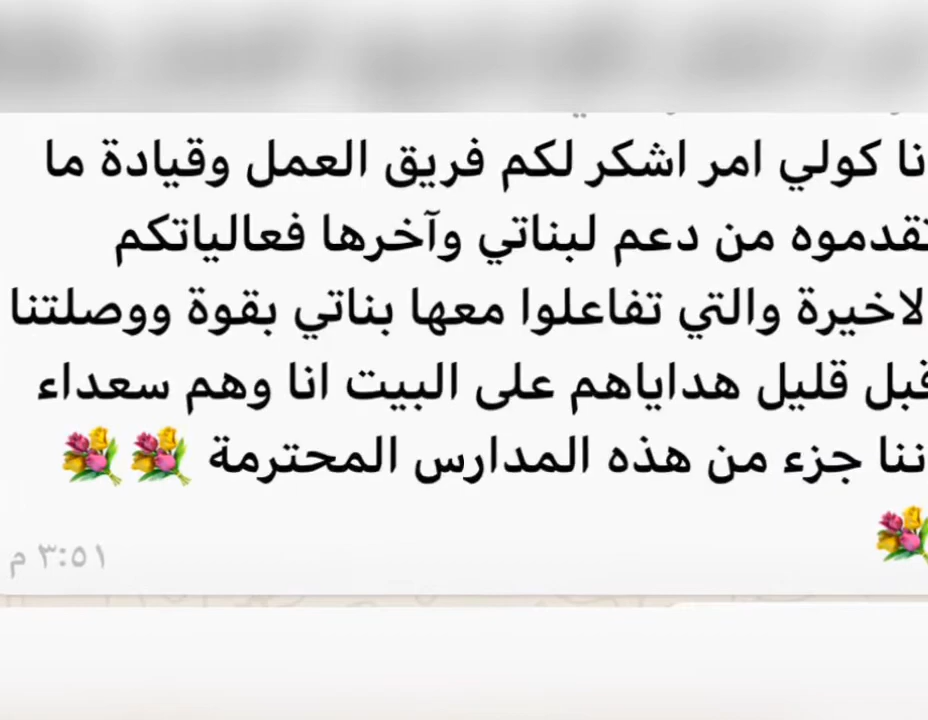 نا كولي امر اشكر لكم فريق العمل وقيادة ما
تقدموه من دعم لبناتي وآخرها فعالياتكم
لاخيرة والتي تفاعلوا معها بناتي بقوة ووصلتنا
قبل قليل هداياهم على البيت انا وهم سعداء
ننا جزء من هذه المدارس المحترمة 💐💐
💐
٣:٥١ م